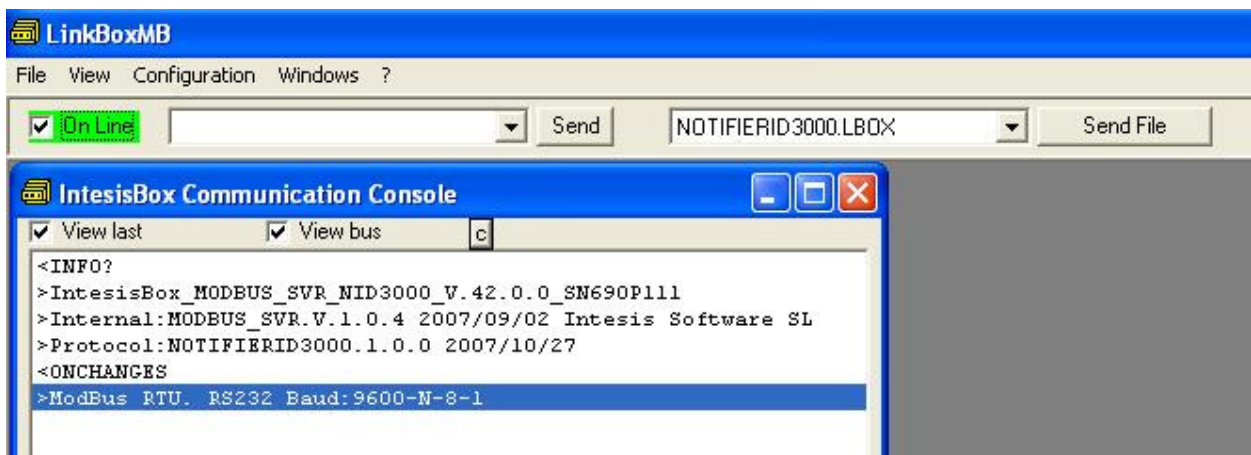 LinkBoxMB
File View Configuration Windows ?
On Line Send NOTIFIERID3000.LBOX Send File
IntesisBox Communication Console
View last View bus c
<INFO?
>IntesisBox_MODBUS_SVR_NID3000_V.42.0.0_SN690P111
>Internal:MODBUS_SVR.V.1.0.4 2007/09/02 Intesis Software SL
>Protocol:NOTIFIERID3000.1.0.0 2007/10/27
<ONCHANGES
>ModBus RTU. RS232 Baud:9600-N-8-1